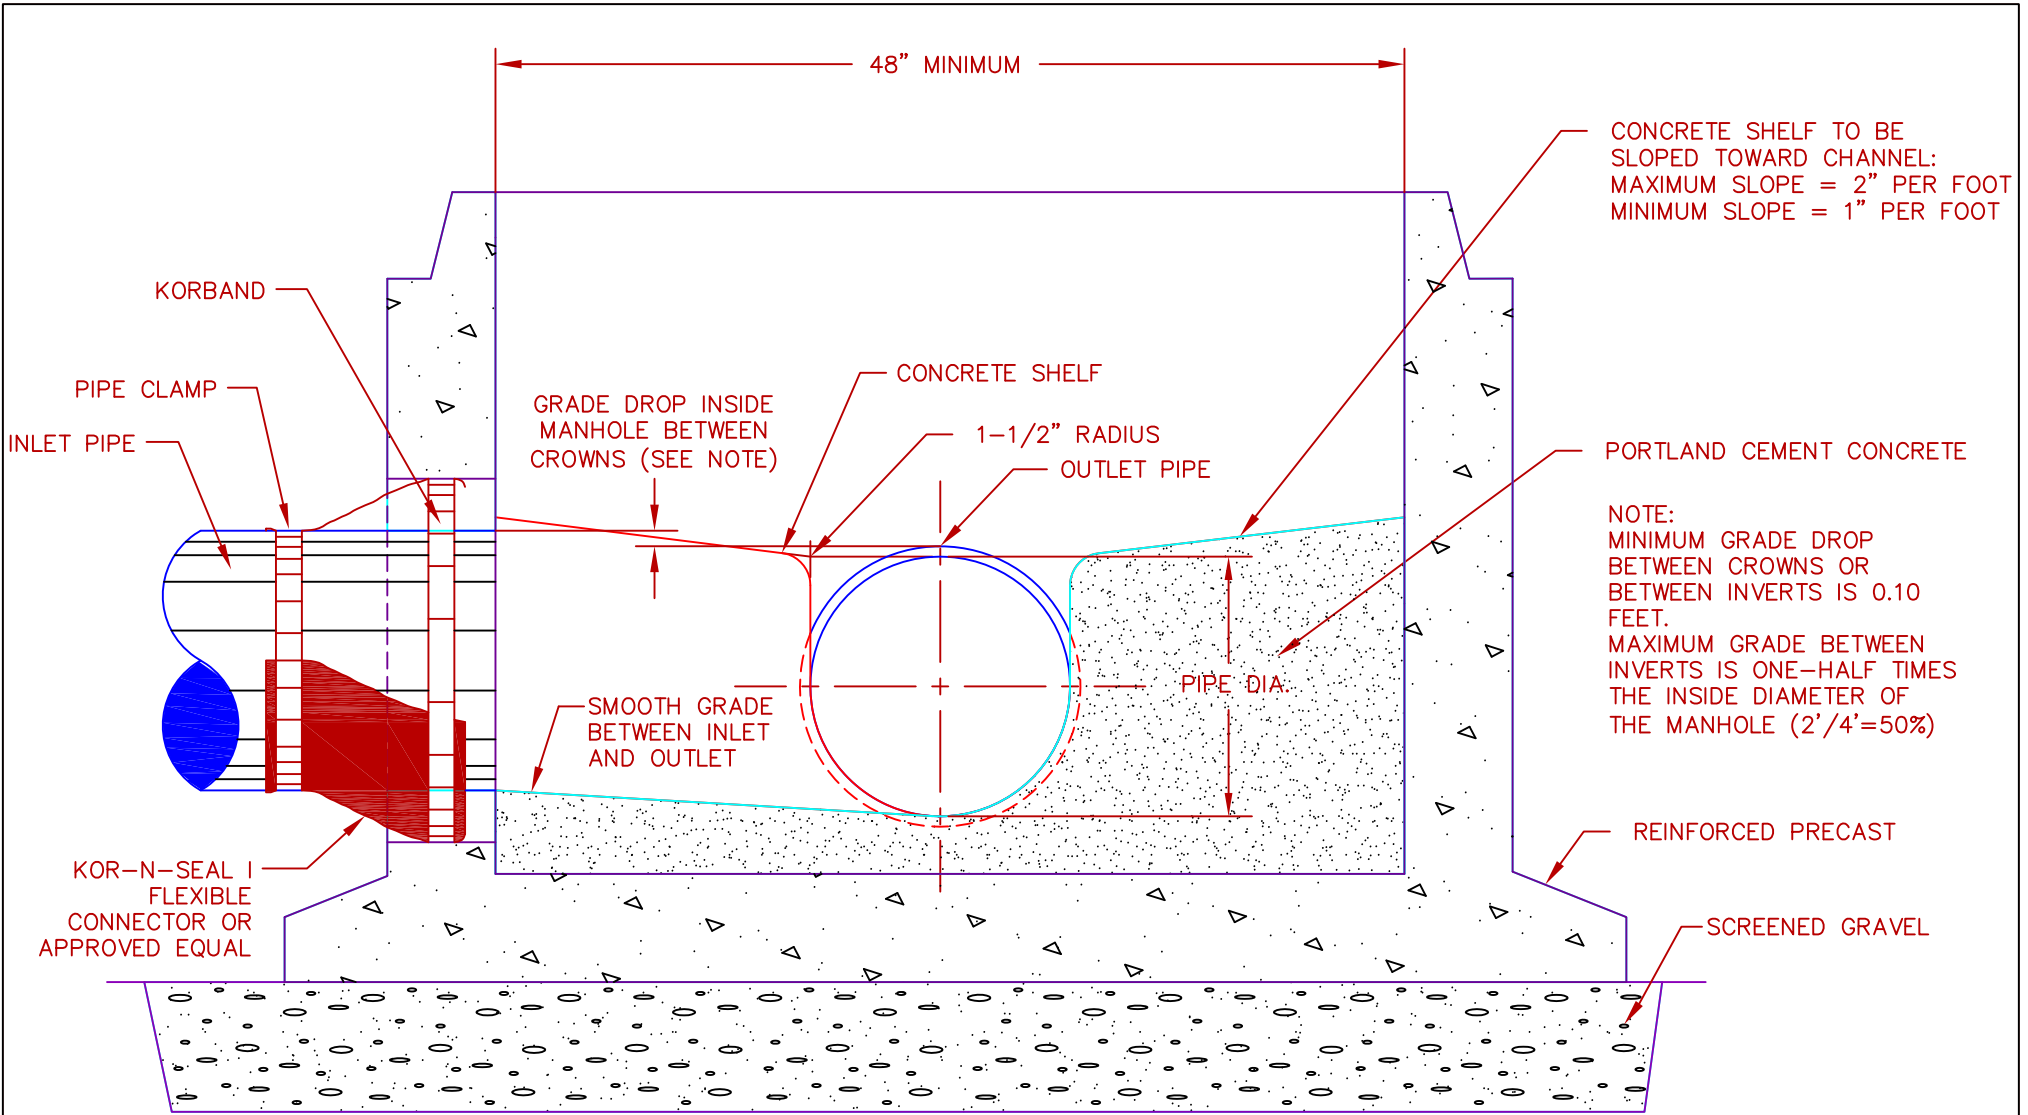 48” MINIMUM
CONCRETE SHELF TO BE
SLOPED TOWARD CHANNEL:
MAXIMUM SLOPE = 2” PER FOOT
MINIMUM SLOPE = 1” PER FOOT
KORBAND
PIPE CLAMP
INLET PIPE
GRADE DROP INSIDE
MANHOLE BETWEEN
CROWNS (SEE NOTE)
CONCRETE SHELF
1-1/2” RADIUS
OUTLET PIPE
PORTLAND CEMENT CONCRETE
NOTE:
MINIMUM GRADE DROP
BETWEEN CROWNS OR
BETWEEN INVERTS IS 0.10
FEET.
MAXIMUM GRADE BETWEEN
INVERTS IS ONE-HALF TIMES
THE INSIDE DIAMETER OF
THE MANHOLE (2'/4'=50%)
PIPE DIA.
SMOOTH GRADE
BETWEEN INLET
AND OUTLET
REINFORCED PRECAST
KOR-N-SEAL I
FLEXIBLE
CONNECTOR OR
APPROVED EQUAL
SCREENED GRAVEL